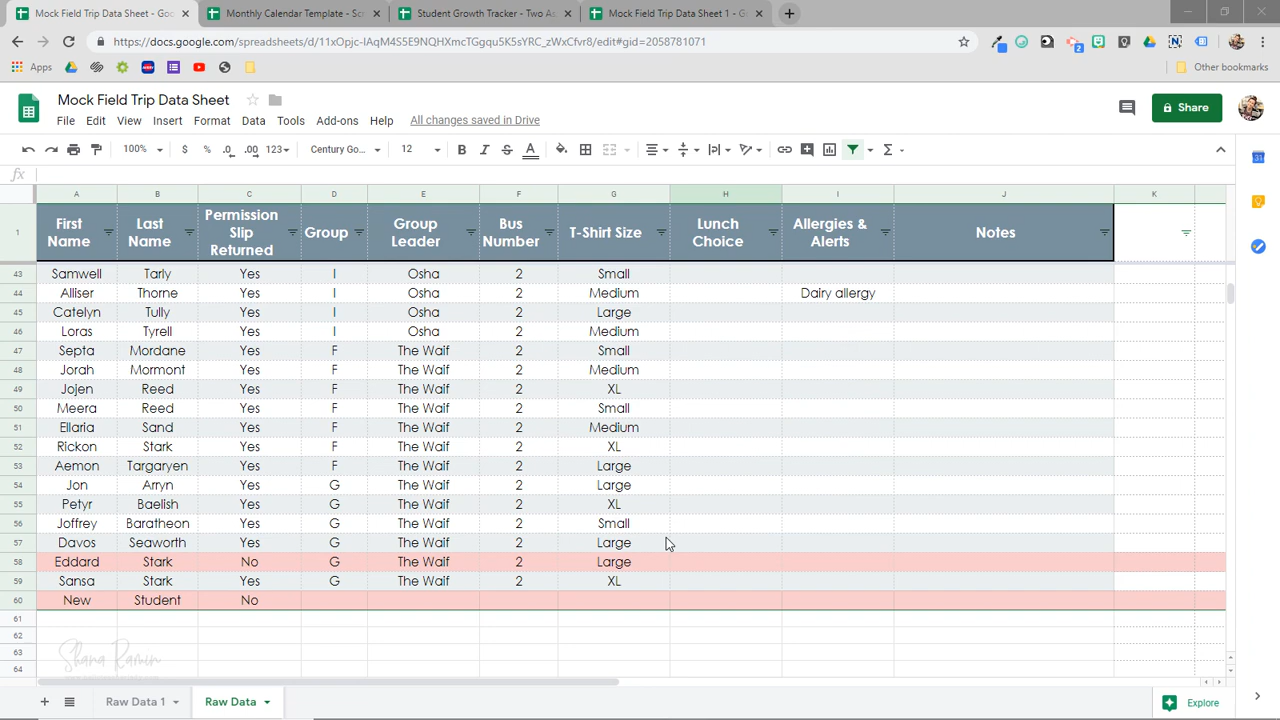 Mock Field Trip Data Sheet - Goo
Monthly Calendar Template - Sc
Student Growth Tracker - Two As
Mock Field Trip Data Sheet 1 - G
https://docs.google.com/spreadsheets/d/11xOpjc-IAqM4S5E9NQHXmcTGgqu5K5sYRC_zWxCfvr8/edit#gid=2058781071
Apps
Other bookmarks
Mock Field Trip Data Sheet
Share
File Edit View Insert Format Data Tools Add-ons Help All changes saved in Drive
100% $ % .0 .00 123 Century Go... 12 B I S A
fx
A B C D E F G H I J K
1 First Name Last Name Permission Slip Returned Group Group Leader Bus Number T-Shirt Size Lunch Choice Allergies & Alerts Notes
43 Samwell Tarly Yes I Osha 2 Small
44 Alliser Thorne Yes I Osha 2 Medium Dairy allergy
45 Catelyn Tully Yes I Osha 2 Large
46 Loras Tyrell Yes I Osha 2 Medium
47 Septa Mordane Yes F The Waif 2 Small
48 Jorah Mormont Yes F The Waif 2 Medium
49 Jojen Reed Yes F The Waif 2 XL
50 Meera Reed Yes F The Waif 2 Small
51 Ellaria Sand Yes F The Waif 2 Medium
52 Rickon Stark Yes F The Waif 2 XL
53 Aemon Targaryen Yes F The Waif 2 Large
54 Jon Arryn Yes G The Waif 2 Large
55 Petyr Baelish Yes G The Waif 2 XL
56 Joffrey Baratheon Yes G The Waif 2 Small
57 Davos Seaworth Yes G The Waif 2 Large
58 Eddard Stark No G The Waif 2 Large
59 Sansa Stark Yes G The Waif 2 XL
60 New Student No
61
62
63
64
Shana Ramin
Raw Data 1
Raw Data
Explore